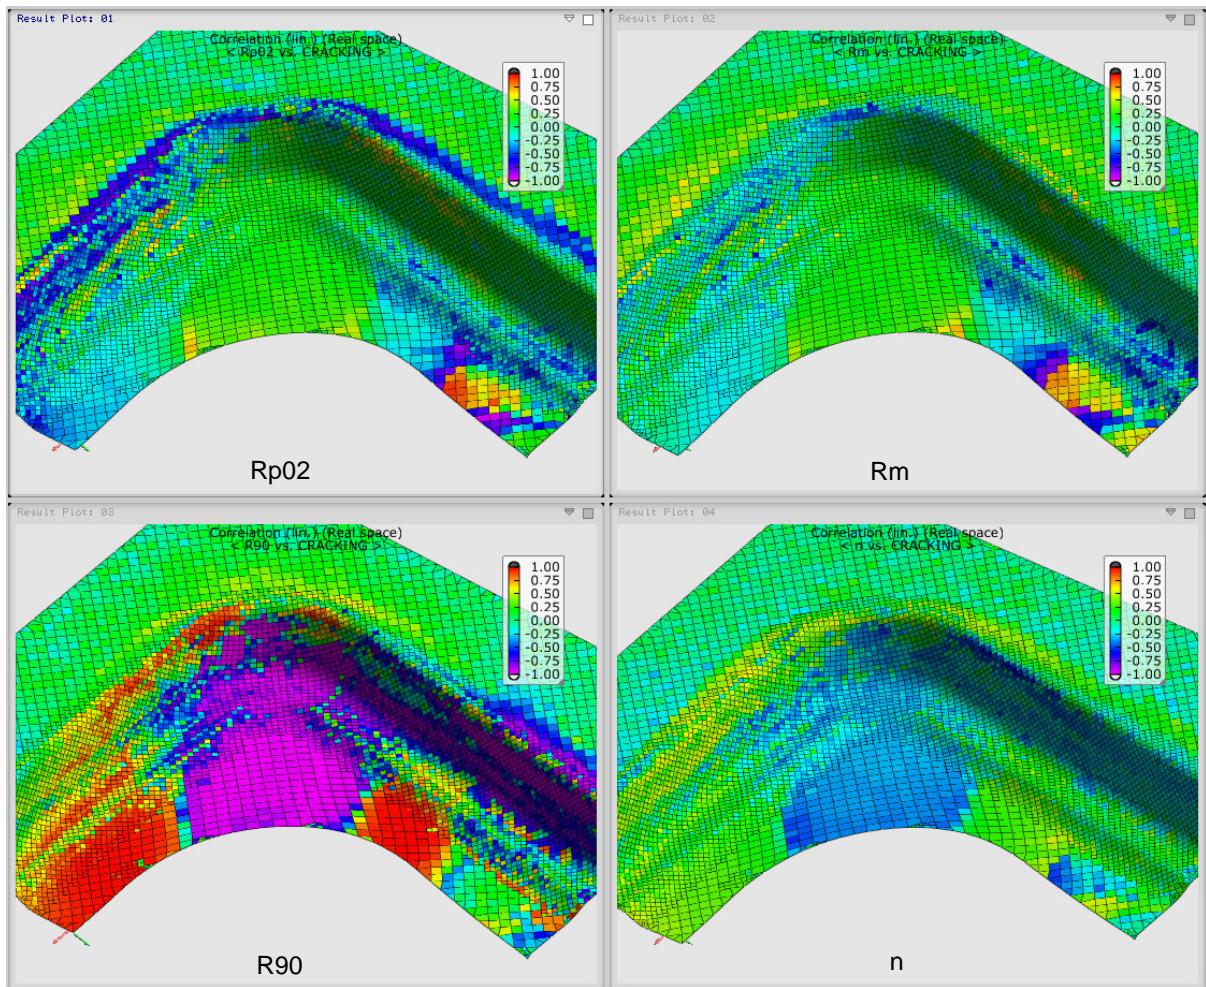 Result Plot: 01
Correlation (lin.) (Real space)
< Rp02 vs. CRACKING >
1.00
0.75
0.50
0.25
0.00
-0.25
-0.50
-0.75
-1.00
Rp02
Result Plot: 02
Correlation (lin.) (Real space)
< Rm vs. CRACKING >
1.00
0.75
0.50
0.25
0.00
-0.25
-0.50
-0.75
-1.00
Rm
Result Plot: 03
Correlation (lin.) (Real space)
< R90 vs. CRACKING >
1.00
0.75
0.50
0.25
0.00
-0.25
-0.50
-0.75
-1.00
R90
Result Plot: 04
Correlation (lin.) (Real space)
< n vs. CRACKING >
1.00
0.75
0.50
0.25
0.00
-0.25
-0.50
-0.75
-1.00
n